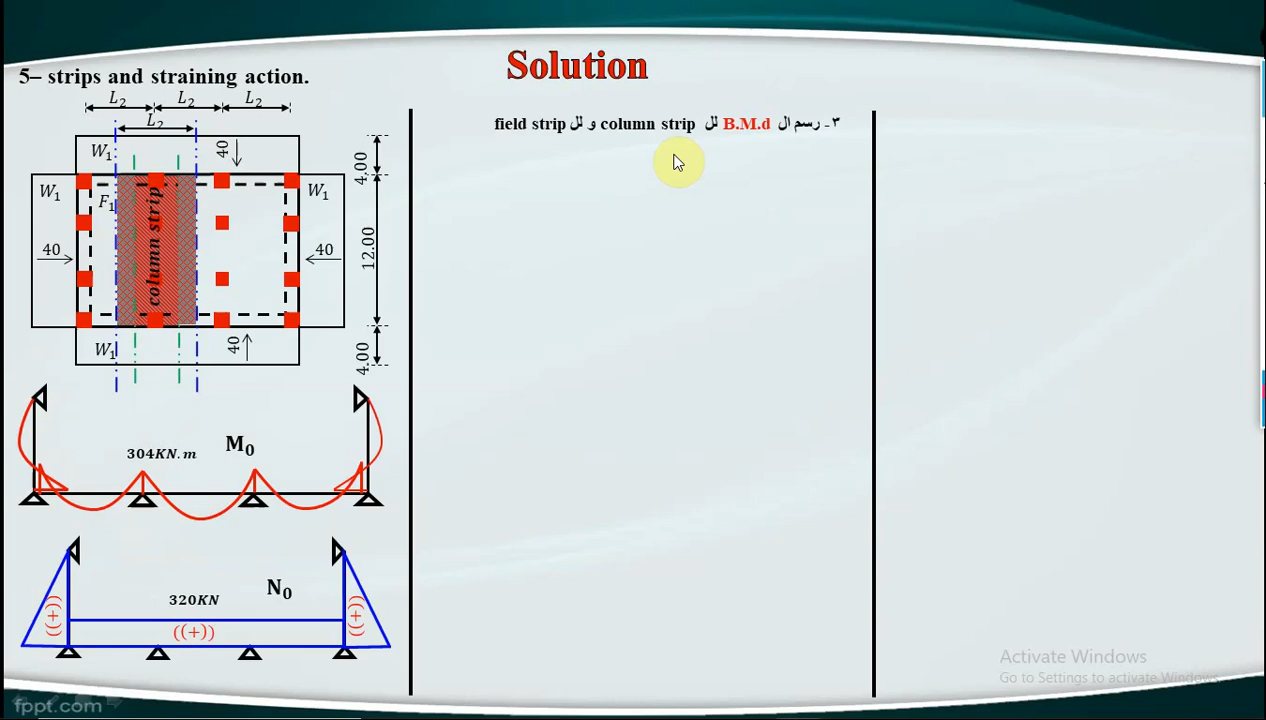 Solution
5– strips and straining action.
L2 L2 L2
L2
W1 40
4.00
W1 F1 W1
column strip
40 40
12.00
W1 40
4.00
M0
304KN.m
N0
320KN
((+)) ((+)) ((+))
٣ - رسم ال B.M.d لل column strip و لل field strip
Activate Windows
Go to Settings to activate Windows.
fppt.com